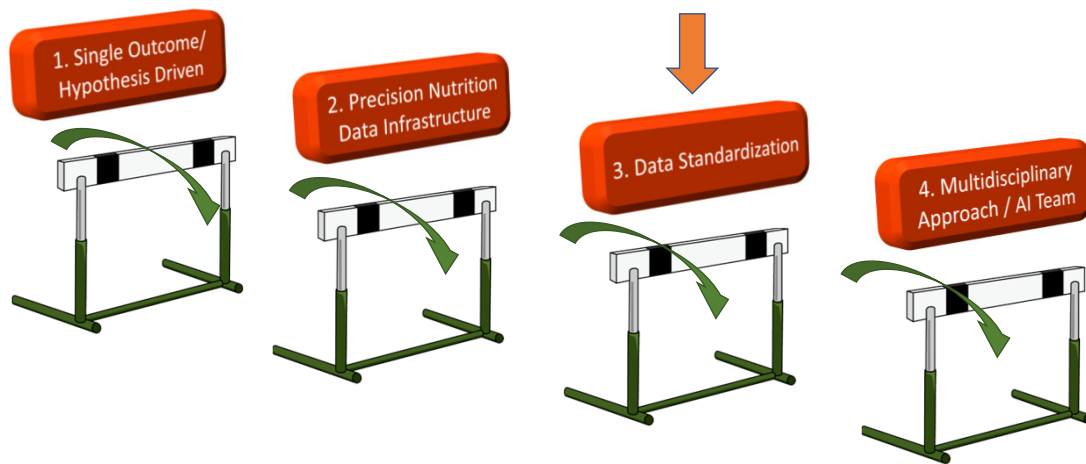 1. Single Outcome/
Hypothesis Driven
2. Precision Nutrition
Data Infrastructure
3. Data Standardization
4. Multidisciplinary
Approach / AI Team